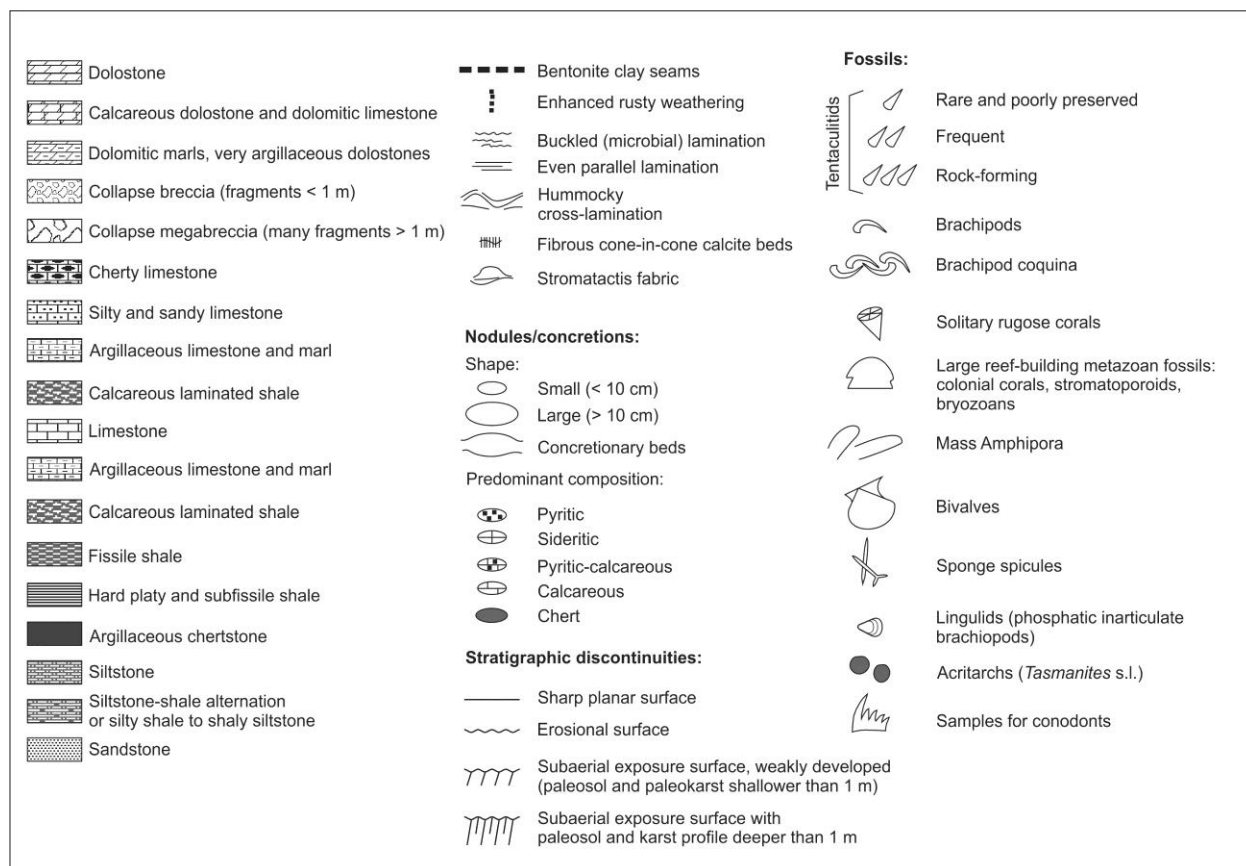 Dolostone
Calcareous dolostone and dolomitic limestone
Dolomitic marls, very argillaceous dolostones
Collapse breccia (fragments < 1 m)
Collapse megabreccia (many fragments > 1 m)
Cherty limestone
Silty and sandy limestone
Argillaceous limestone and marl
Calcareous laminated shale
Limestone
Argillaceous limestone and marl
Calcareous laminated shale
Fissile shale
Hard platy and subfissile shale
Argillaceous chertstone
Siltstone
Siltstone-shale alternation
or silty shale to shaly siltstone
Sandstone
Bentonite clay seams
Enhanced rusty weathering
Buckled (microbial) lamination
Even parallel lamination
Hummocky
cross-lamination
Fibrous cone-in-cone calcite beds
Stromatactis fabric
Nodules/concretions:
Shape:
Small (< 10 cm)
Large (> 10 cm)
Concretionary beds
Predominant composition:
Pyritic
Sideritic
Pyritic-calcareous
Calcareous
Chert
Stratigraphic discontinuities:
Sharp planar surface
Erosional surface
Subaerial exposure surface, weakly developed
(paleosol and paleokarst shallower than 1 m)
Subaerial exposure surface with
paleosol and karst profile deeper than 1 m
Fossils:
Tentaculitids
Rare and poorly preserved
Frequent
Rock-forming
Brachipods
Brachipod coquina
Solitary rugose corals
Large reef-building metazoan fossils:
colonial corals, stromatoporoids,
bryozoans
Mass Amphipora
Bivalves
Sponge spicules
Lingulids (phosphatic inarticulate
brachiopods)
Acritarchs (Tasmanites s.l.)
Samples for conodonts